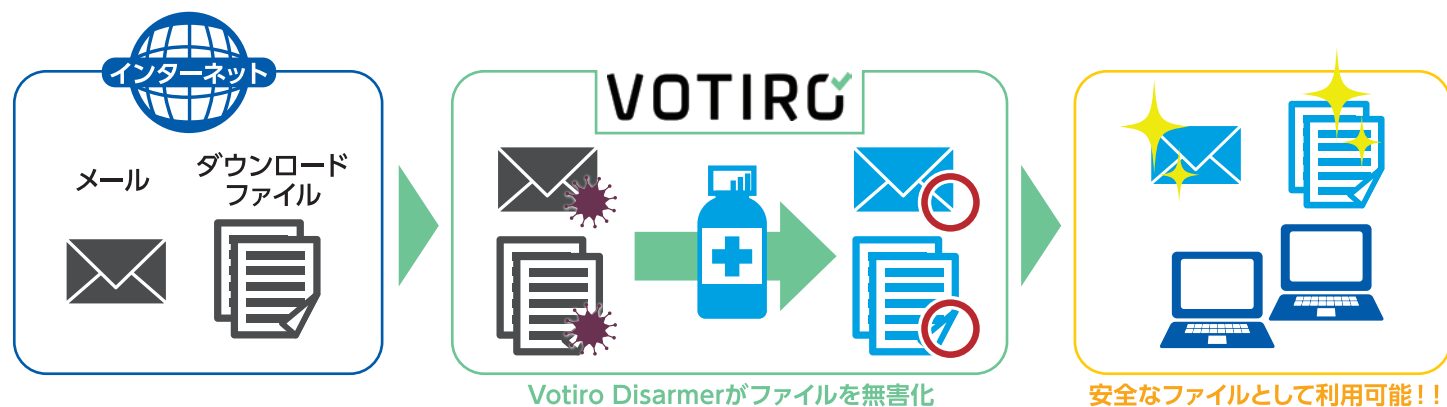 インターネット
メール
ダウンロード
ファイル
VOTIRO
Votiro Disarmerがファイルを無害化
安全なファイルとして利用可能!!